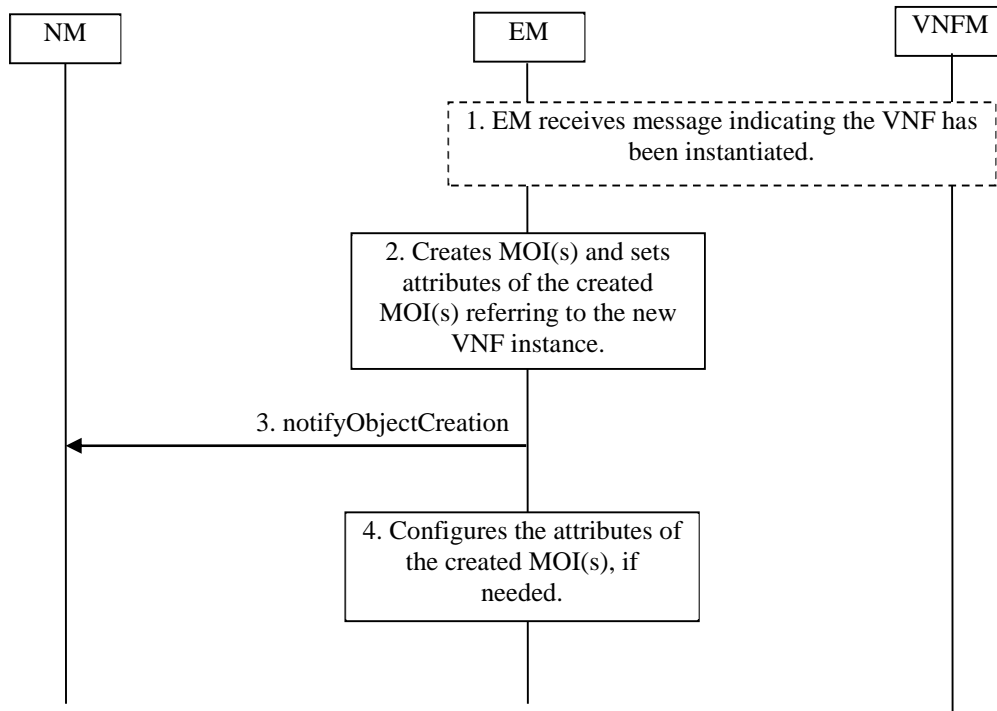 NM
EM
VNFM
1. EM receives message indicating the VNF has
been instantiated.
2. Creates MOI(s) and sets
attributes of the created
MOI(s) referring to the new
VNF instance.
3. notifyObjectCreation
4. Configures the attributes of
the created MOI(s), if
needed.